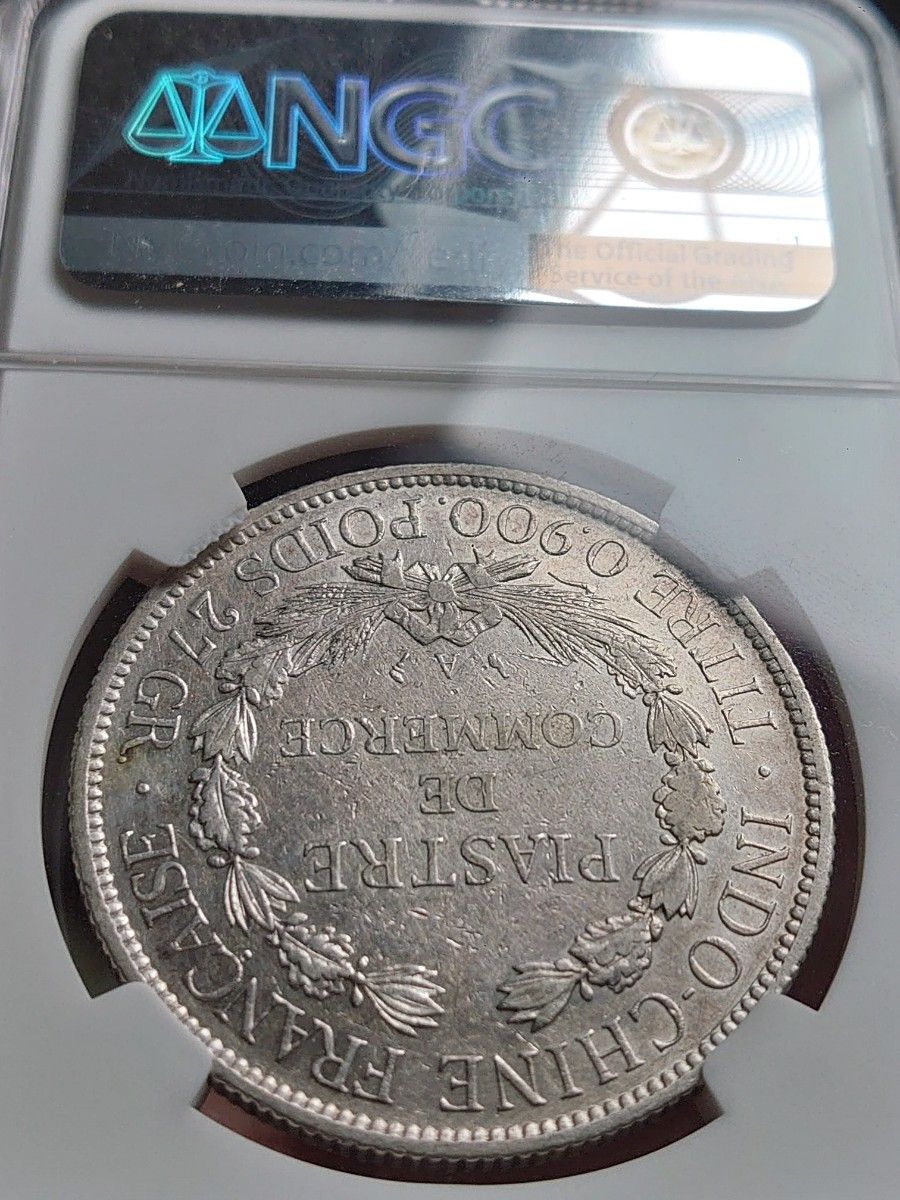 NGC
The Official Grading
Service of the
INDO-CHINE FRANÇAISE
TITRE 0.900. POIDS 27 GR.
PIASTRE
DE
COMMERCE
A